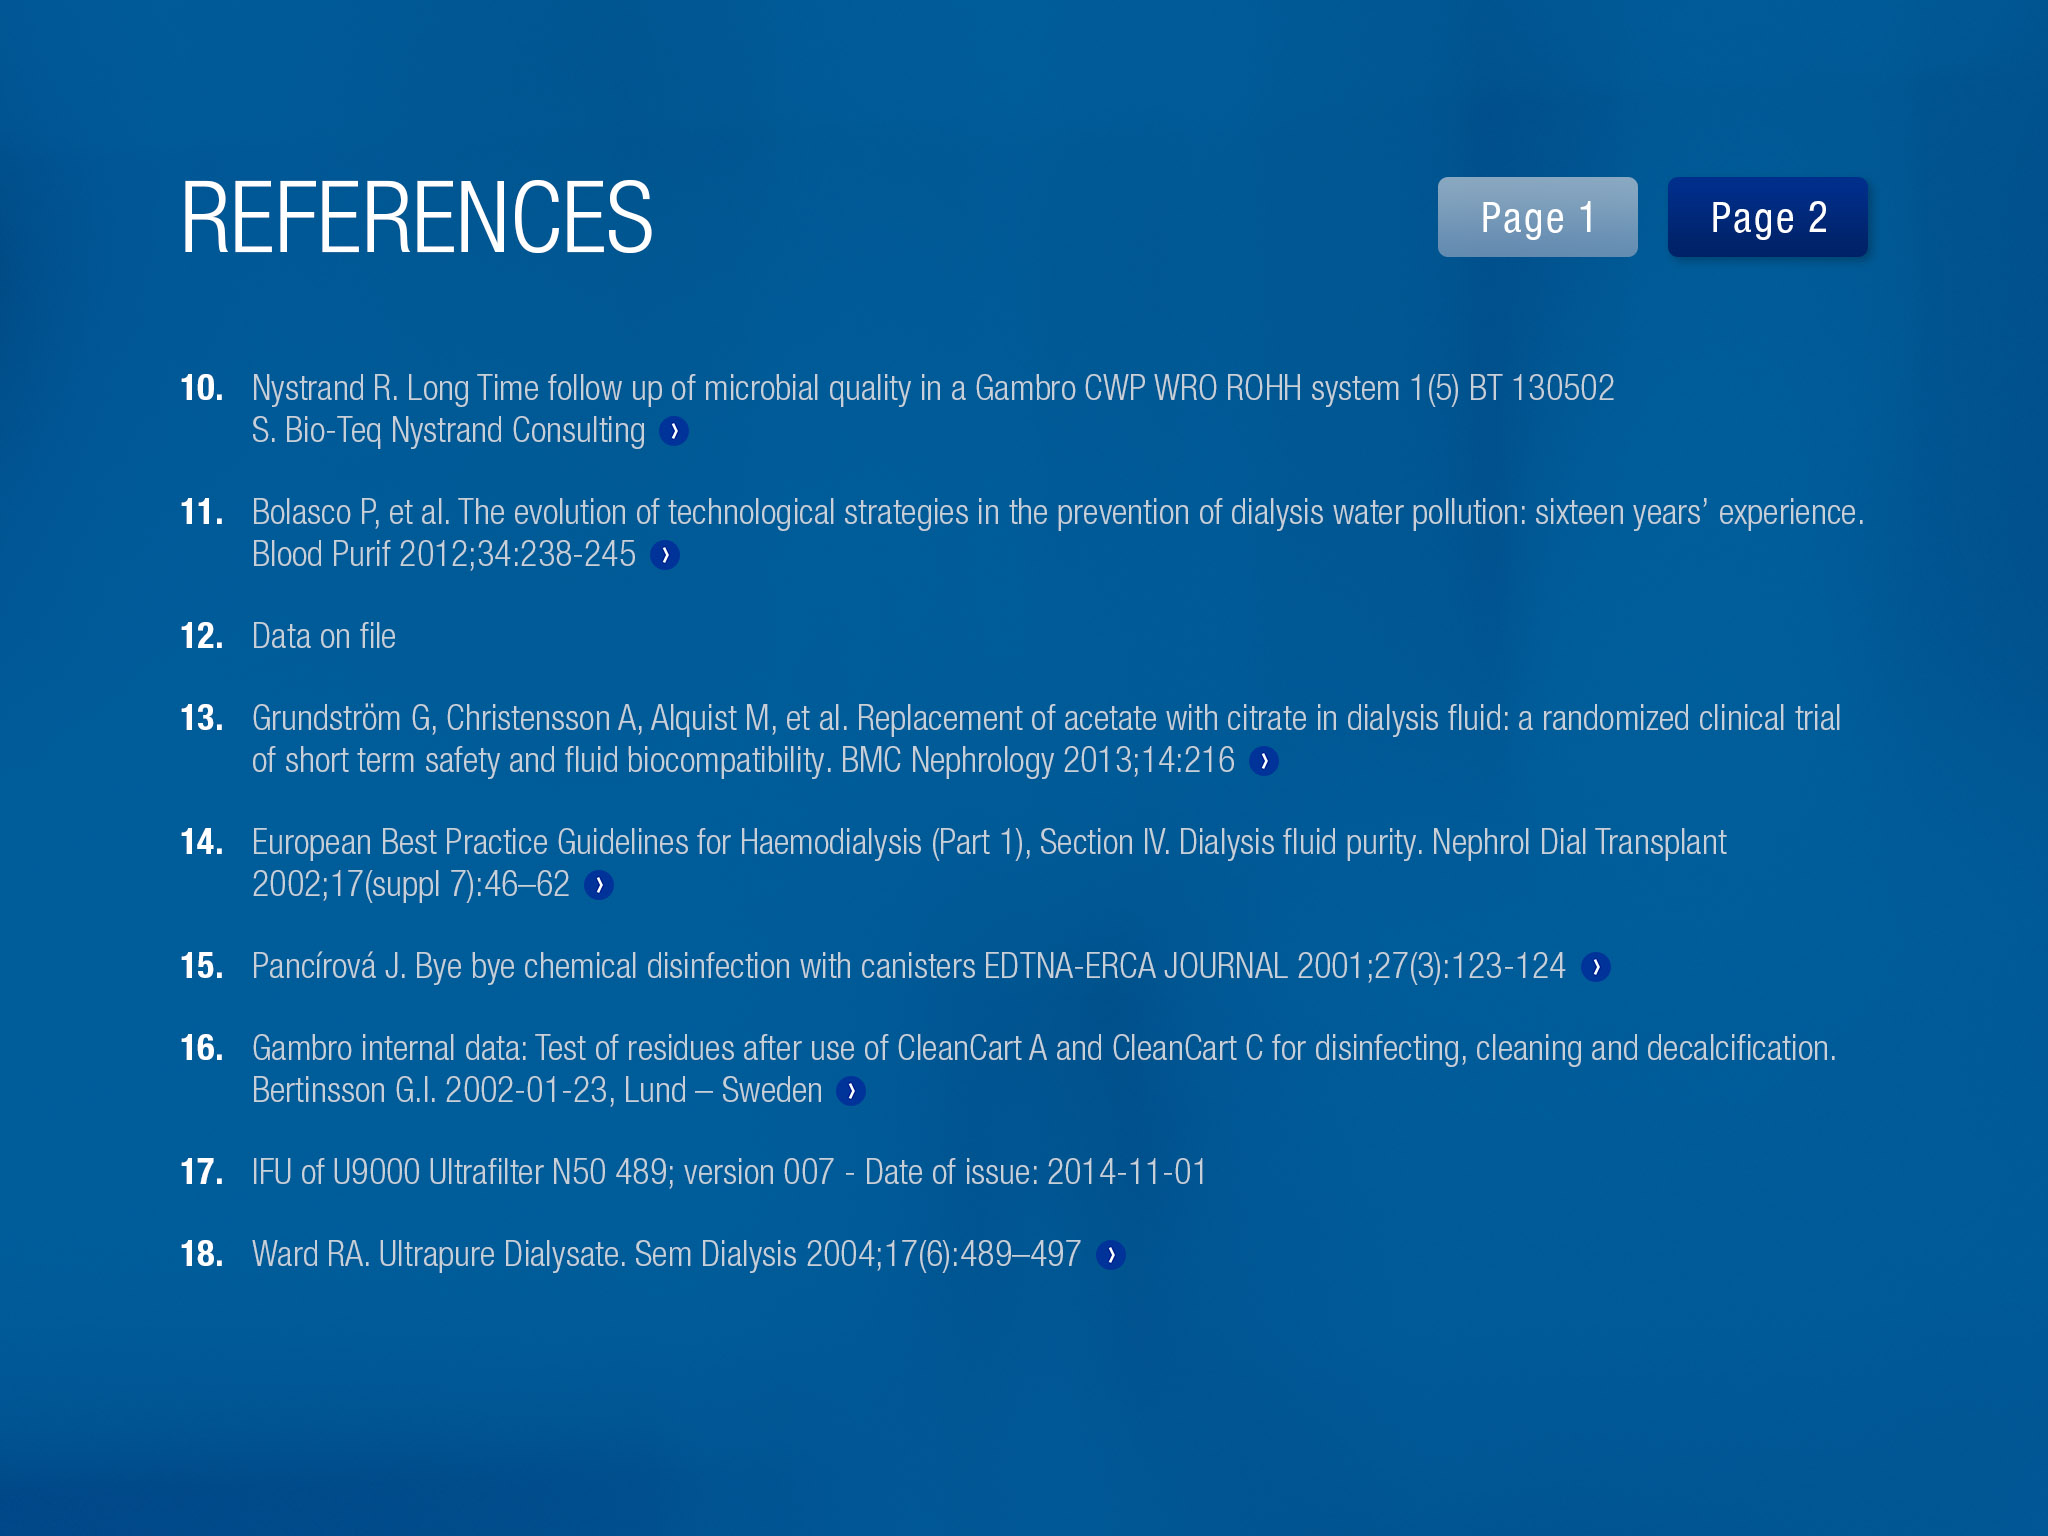 REFERENCES
Page 1
Page 2
10. Nystrand R. Long Time follow up of microbial quality in a Gambro CWP WRO ROHH system 1(5) BT 130502
S. Bio-Teq Nystrand Consulting
11. Bolasco P, et al. The evolution of technological strategies in the prevention of dialysis water pollution: sixteen years’ experience.
Blood Purif 2012;34:238-245
12. Data on file
13. Grundström G, Christensson A, Alquist M, et al. Replacement of acetate with citrate in dialysis fluid: a randomized clinical trial
of short term safety and fluid biocompatibility. BMC Nephrology 2013;14:216
14. European Best Practice Guidelines for Haemodialysis (Part 1), Section IV. Dialysis fluid purity. Nephrol Dial Transplant
2002;17(suppl 7):46–62
15. Pancírová J. Bye bye chemical disinfection with canisters EDTNA-ERCA JOURNAL 2001;27(3):123-124
16. Gambro internal data: Test of residues after use of CleanCart A and CleanCart C for disinfecting, cleaning and decalcification.
Bertinsson G.I. 2002-01-23, Lund – Sweden
17. IFU of U9000 Ultrafilter N50 489; version 007 - Date of issue: 2014-11-01
18. Ward RA. Ultrapure Dialysate. Sem Dialysis 2004;17(6):489–497